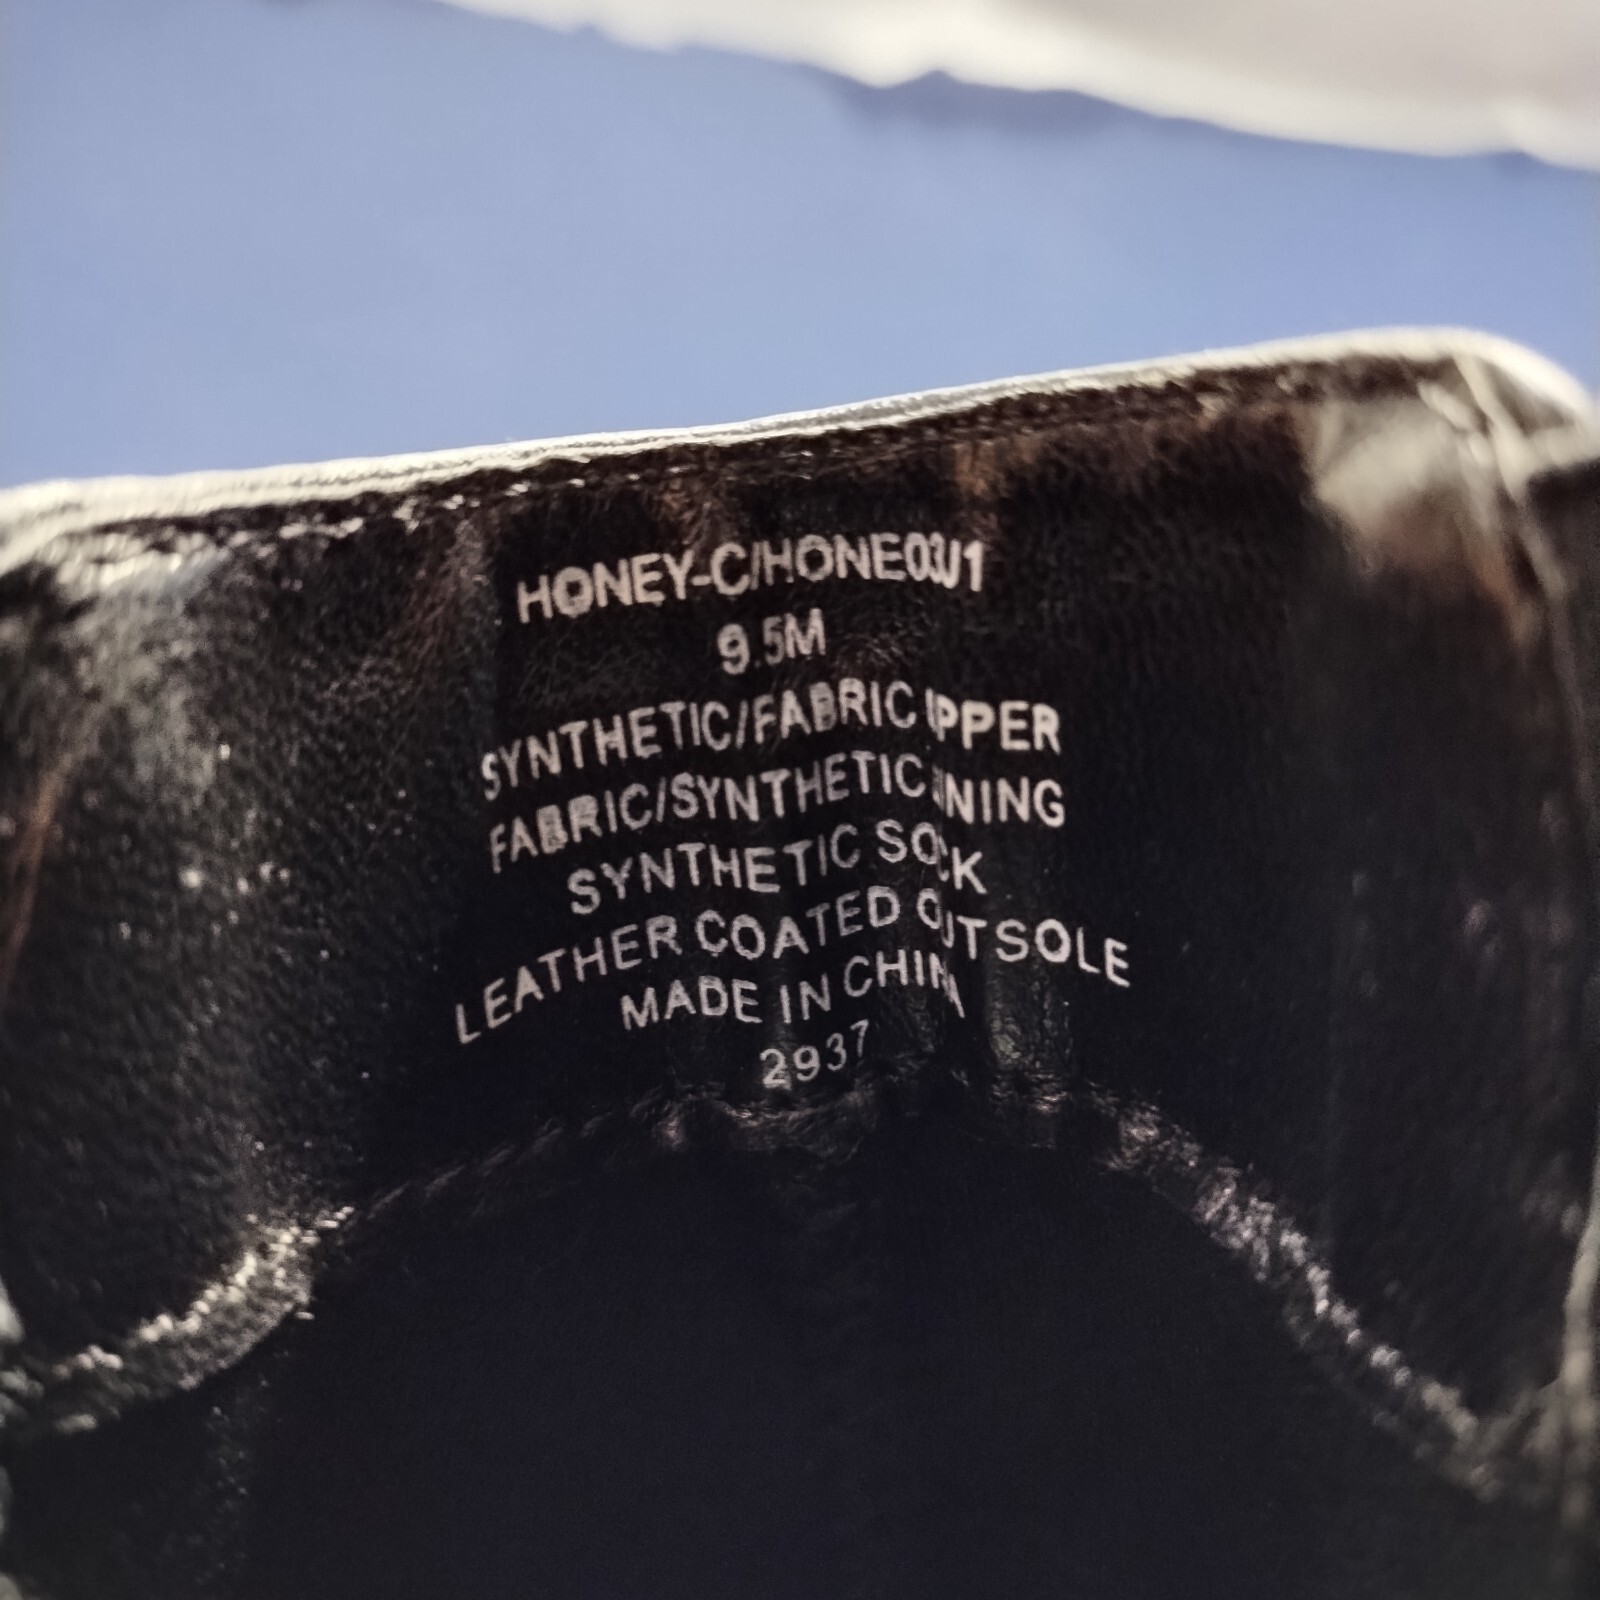 HONEY-C/HONE03/1
9.5M
SYNTHETIC/FABRIC UPPER
FABRIC/SYNTHETIC LINING
SYNTHETIC SOCK
LEATHER COATED OUTSOLE
MADE IN CHINA
2937